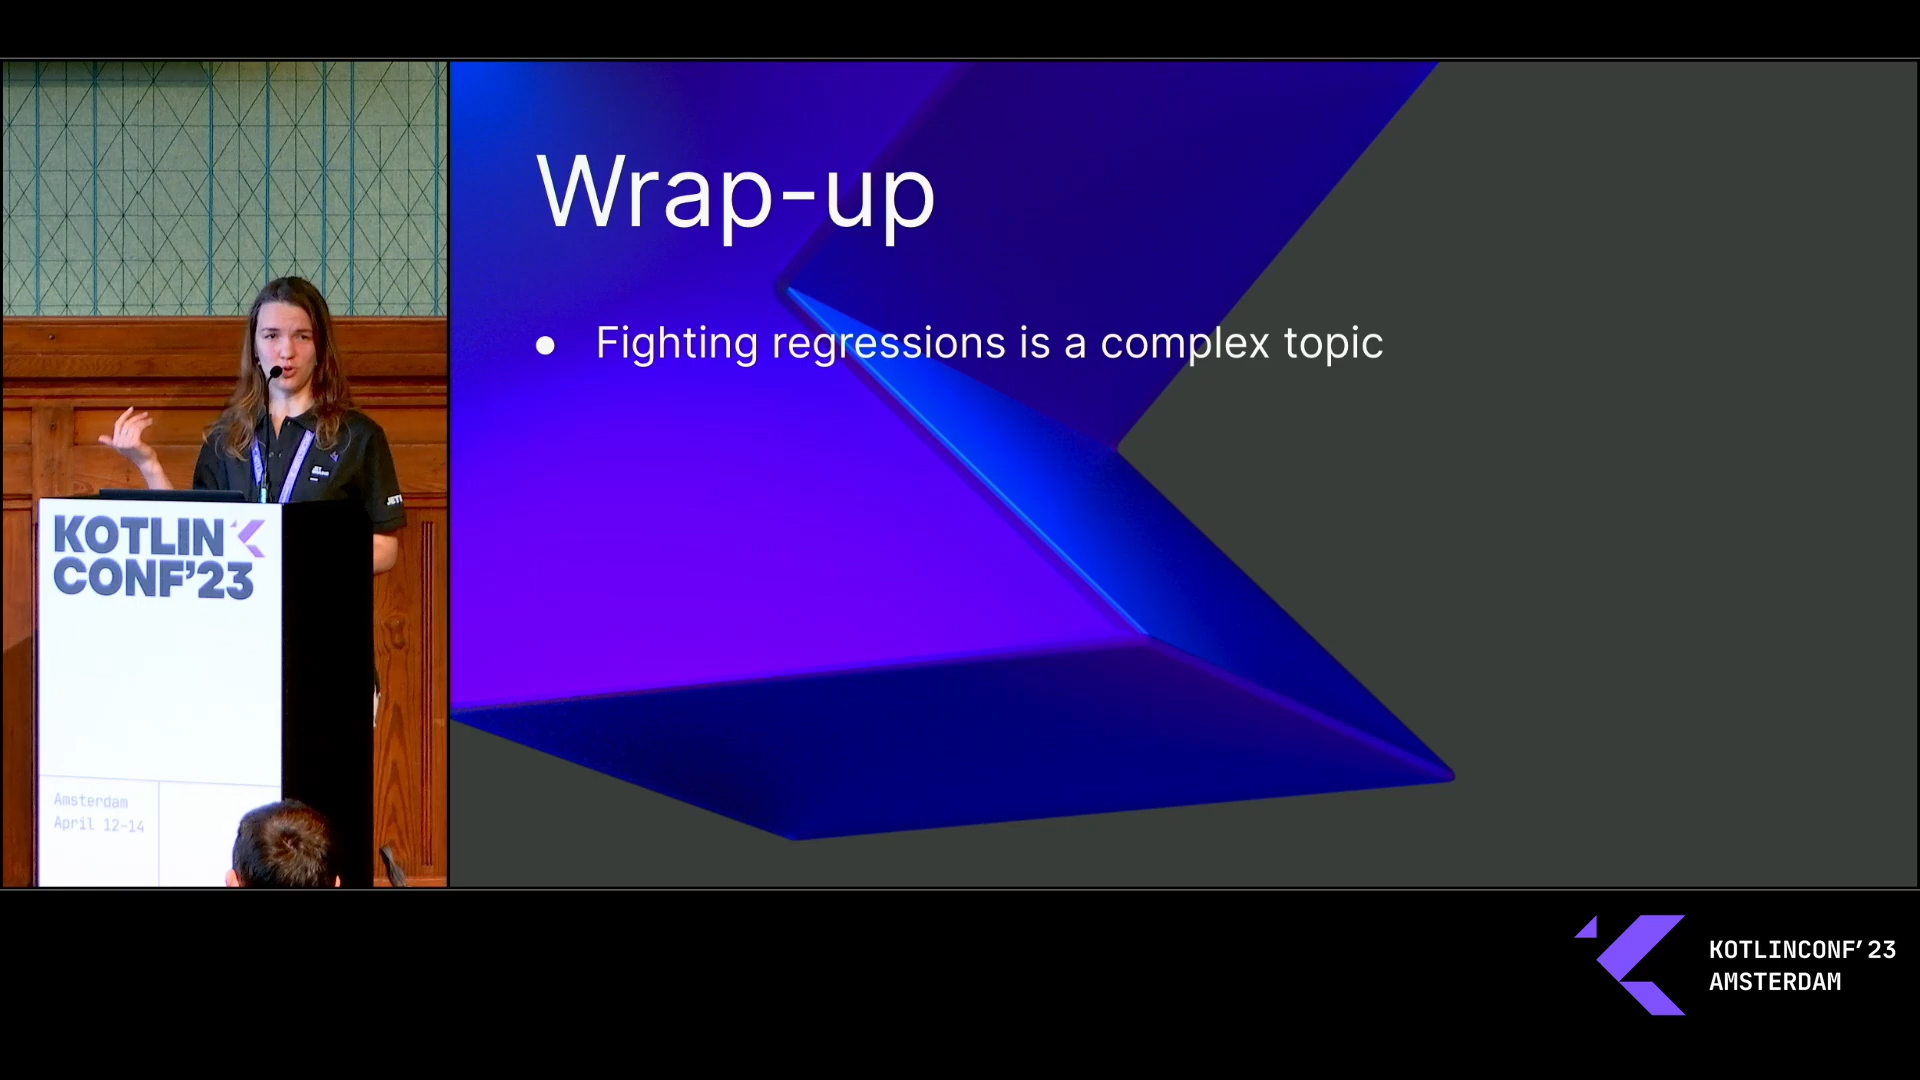 Wrap-up
● Fighting regressions is a complex topic
KOTLIN
CONF’23
Amsterdam
April 12-14
KOTLINCONF’23
AMSTERDAM